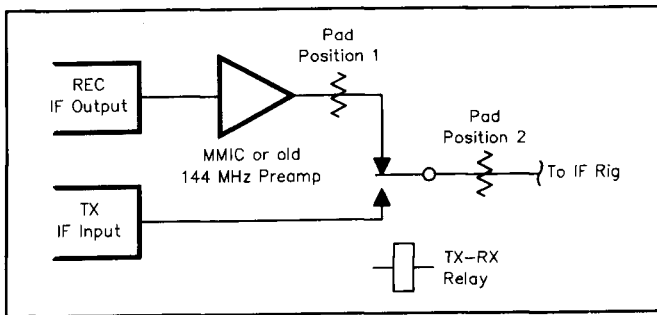 Pad
Position 1
REC
IF Output
MMIC or old
144 MHz Preamp
Pad
Position 2
To IF Rig
TX
IF Input
TX-RX
Relay